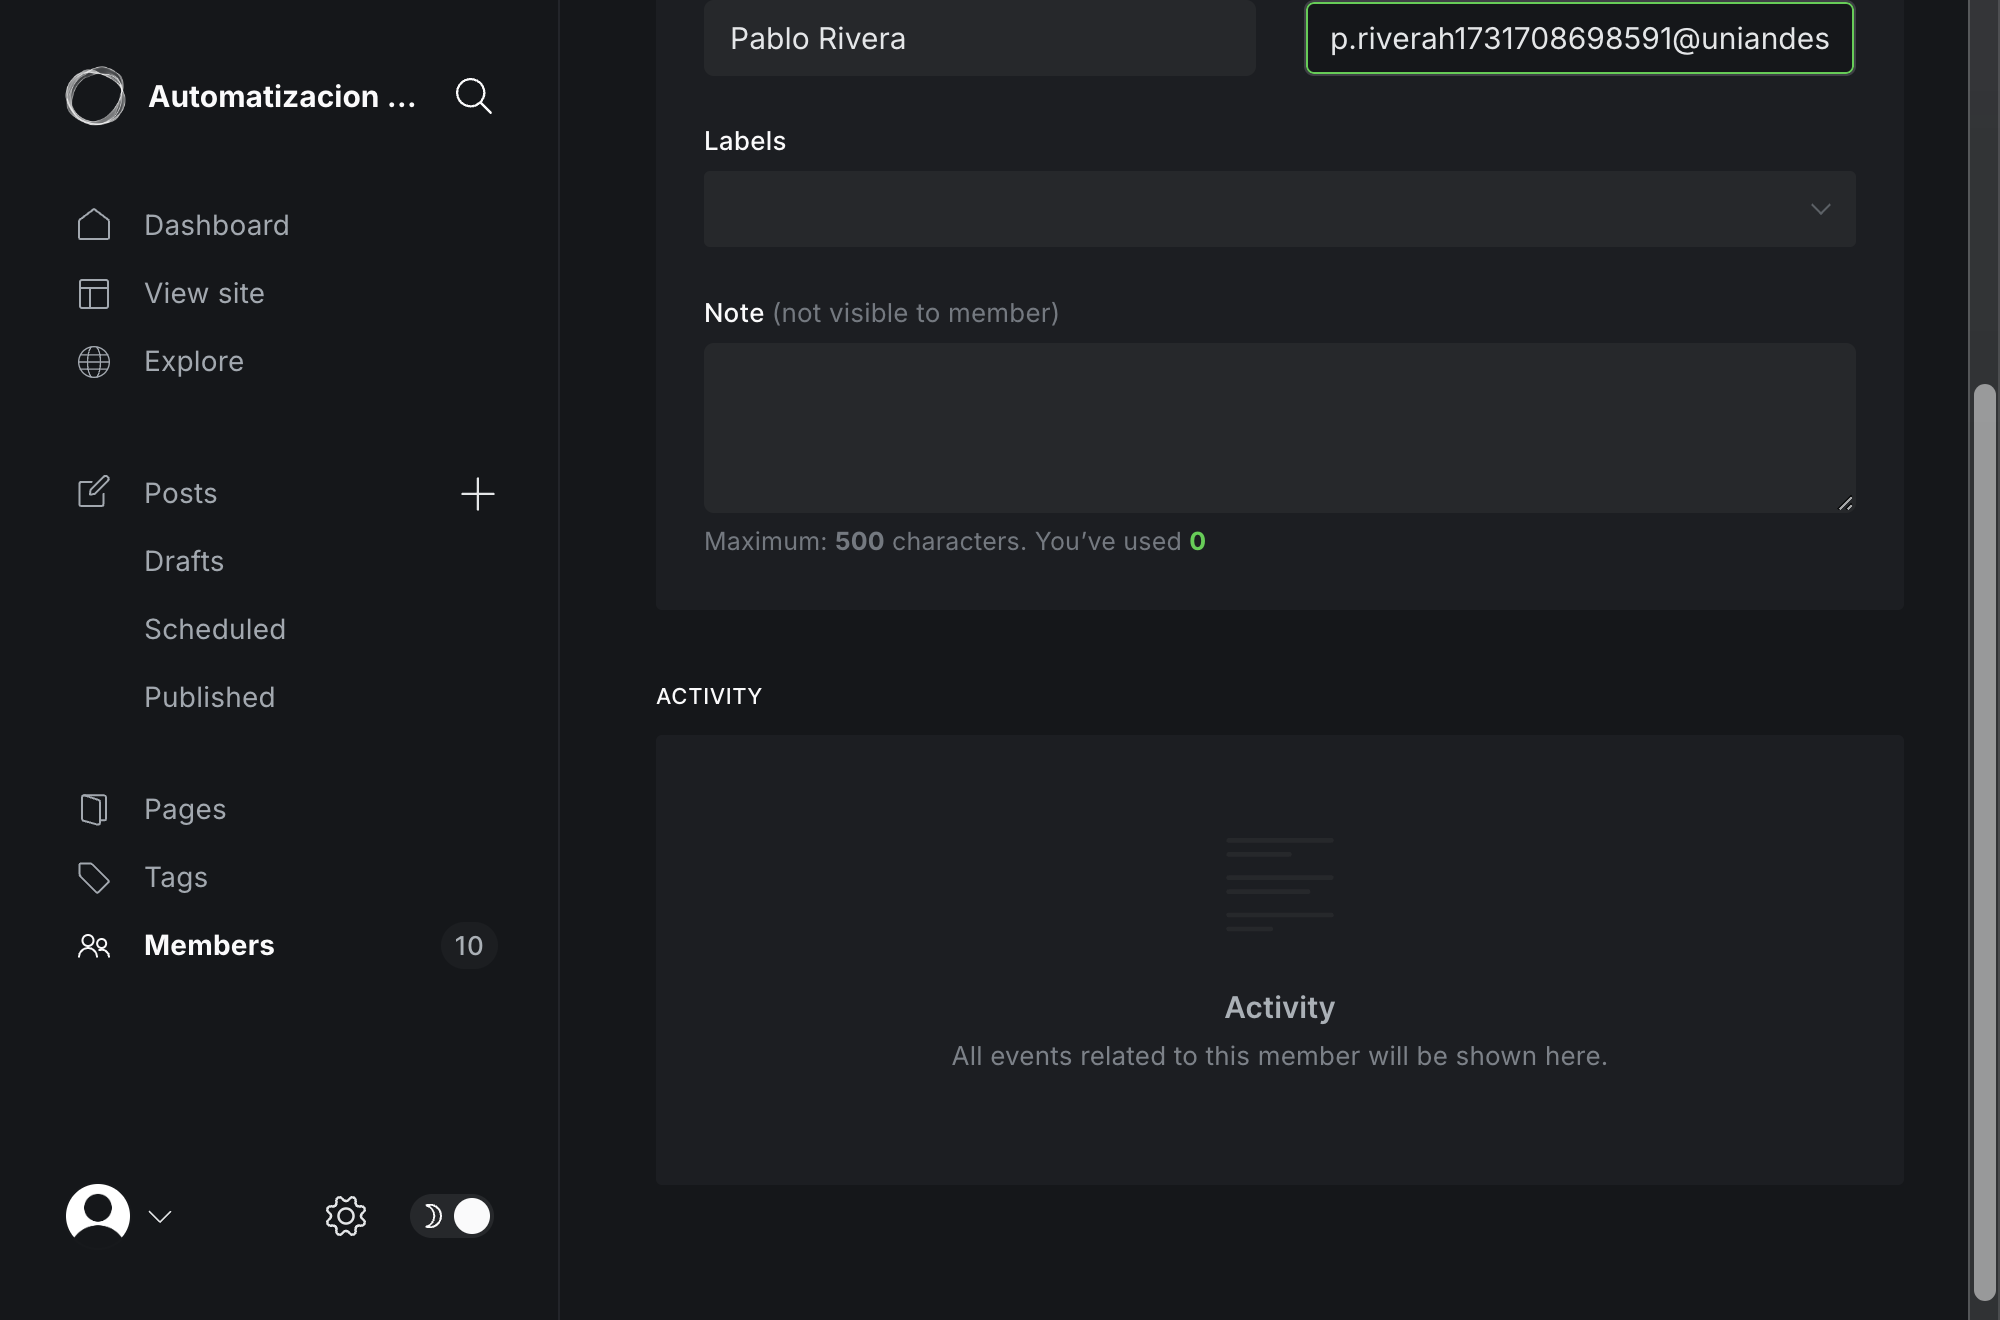 Automatizacion ...
Dashboard
View site
Explore
Posts
Drafts
Scheduled
Published
Pages
Tags
Members 10
Pablo Rivera
p.riverah1731708698591@uniandes
Labels
Note (not visible to member)
Maximum: 500 characters. You’ve used 0
ACTIVITY
Activity
All events related to this member will be shown here.